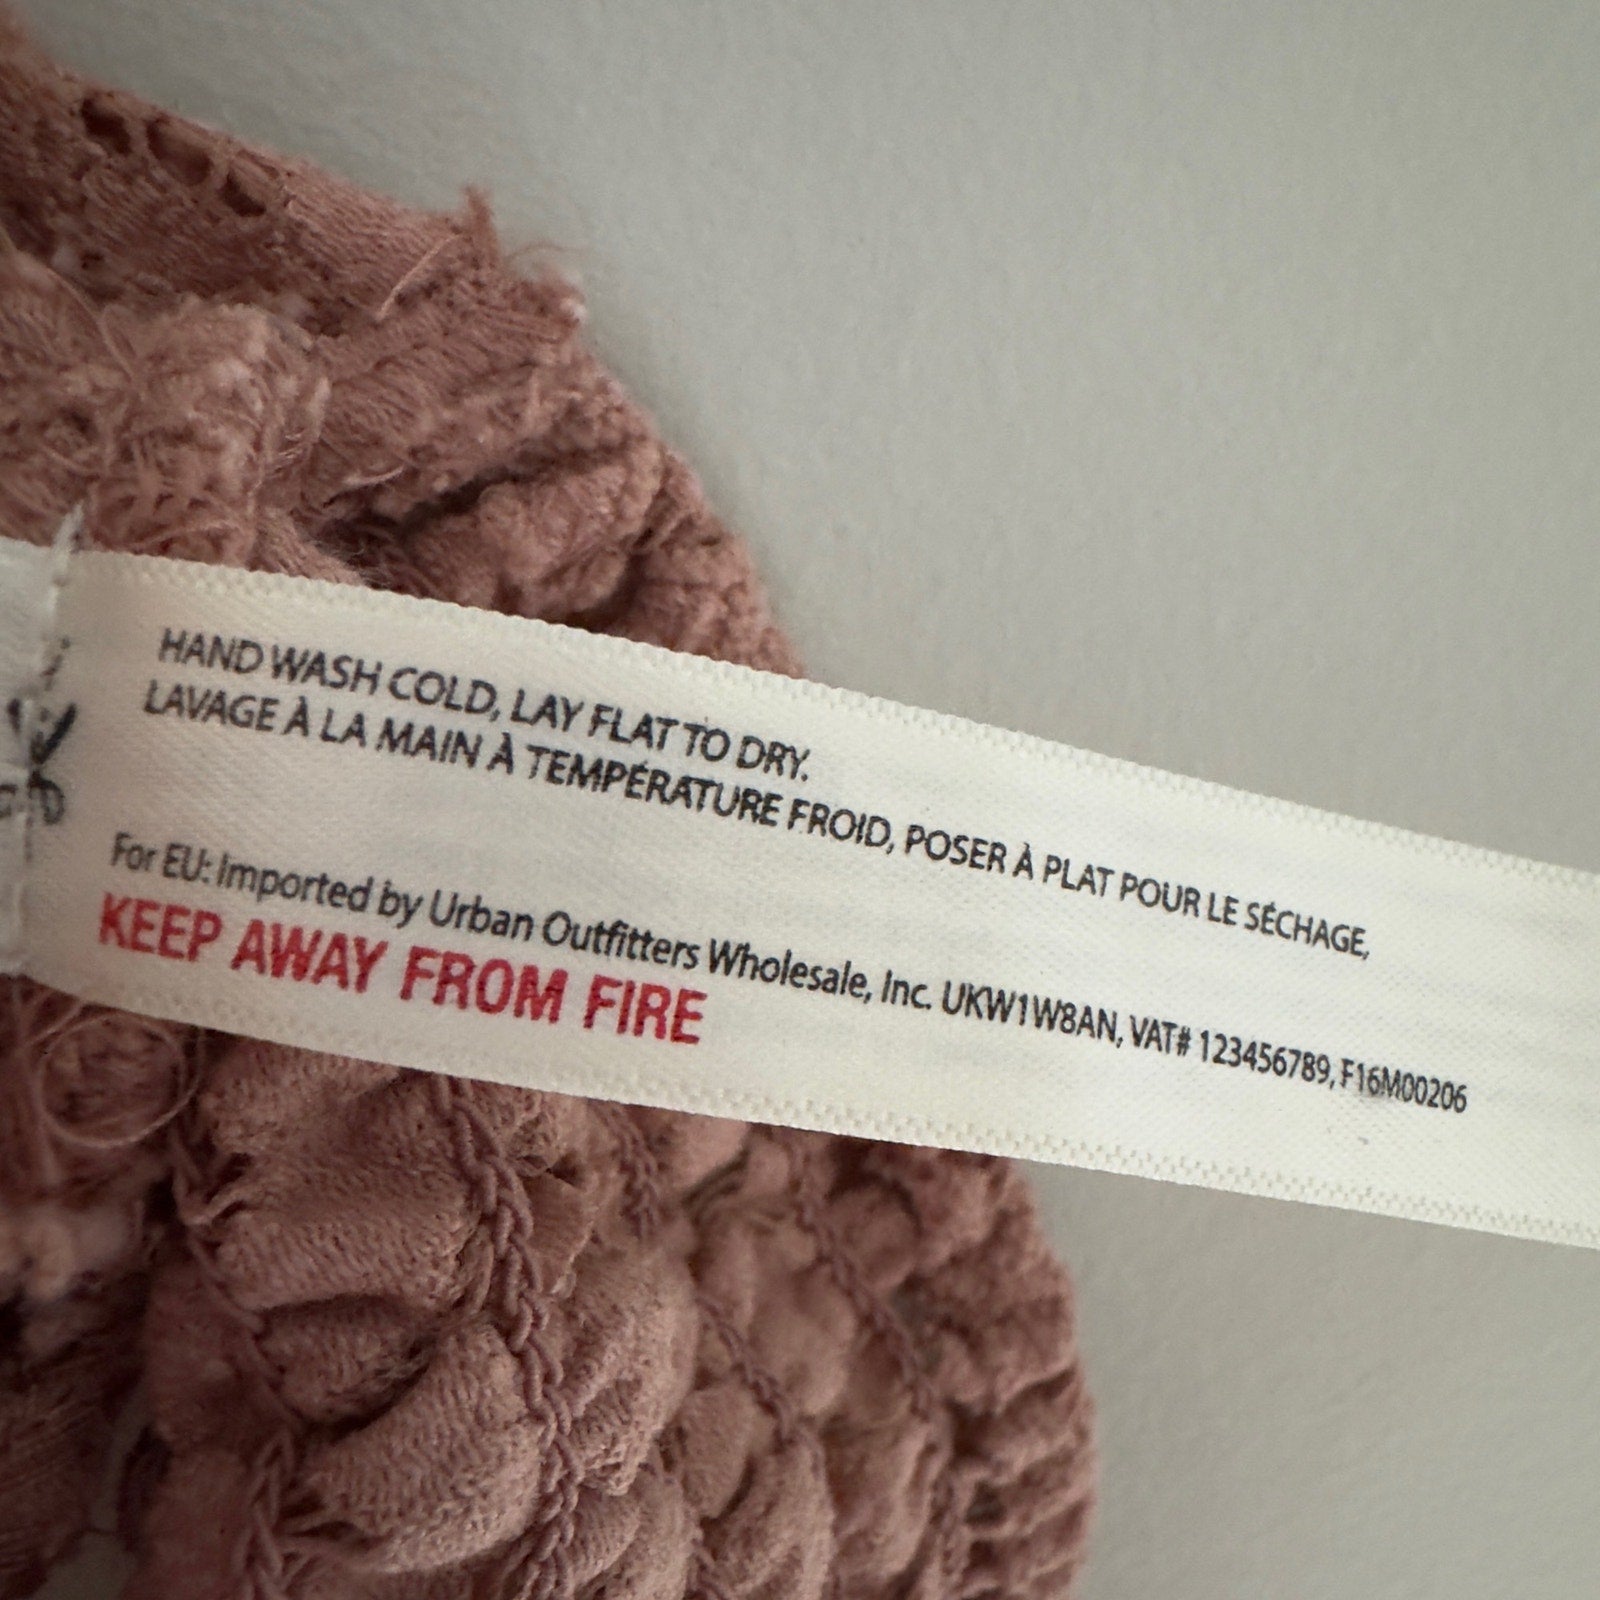 HAND WASH COLD, LAY FLAT TO DRY.
LAVAGE À LA MAIN À TEMPÉRATURE FROID, POSER À PLAT POUR LE SÉCHAGE,
For EU: Imported by Urban Outfitters Wholesale, Inc. UKW1W8AN, VAT# 123456789, F16M00206
KEEP AWAY FROM FIRE